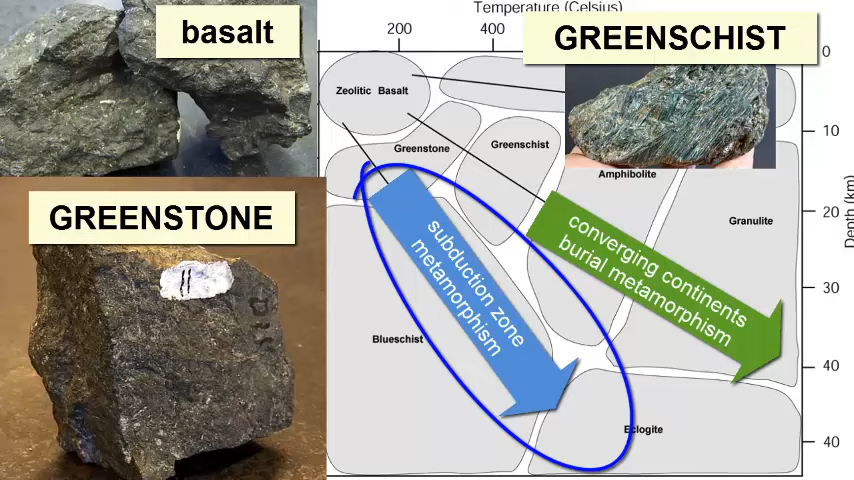 Temperature (Celsius)
basalt
200
400
GREENSCHIST
0
Zeolitic Basalt
10
Greenstone
Greenschist
Amphibolite
GREENSTONE
20
Granulite
Depth (km)
converging continents
burial metamorphism
subduction zone
metamorphism
11
30
Blueschist
40
Eclogite
40